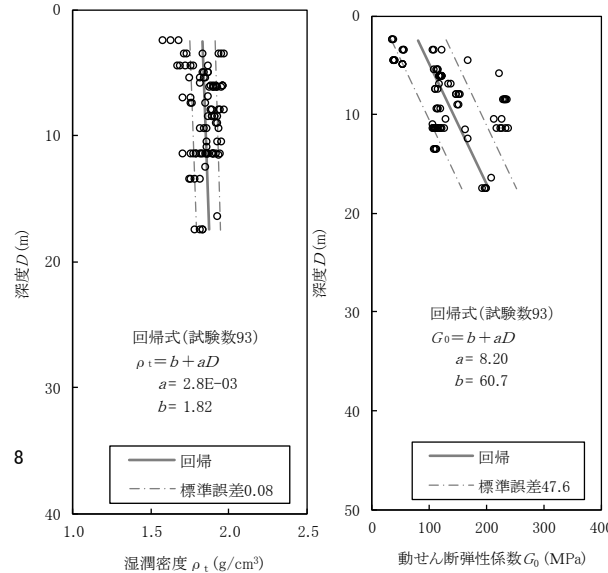 0
10
20
30
40
深度D(m)
回帰式(試験数93)
ρt=b+aD
a= 2.8E-03
b= 1.82
回帰
標準誤差0.08
1.0 1.5 2.0 2.5
湿潤密度 ρt (g/cm³)
8
0
10
20
30
40
50
深度D(m)
回帰式(試験数93)
G₀=b+aD
a= 8.20
b= 60.7
回帰
標準誤差47.6
0 100 200 300 400
動せん断弾性係数G₀ (MPa)